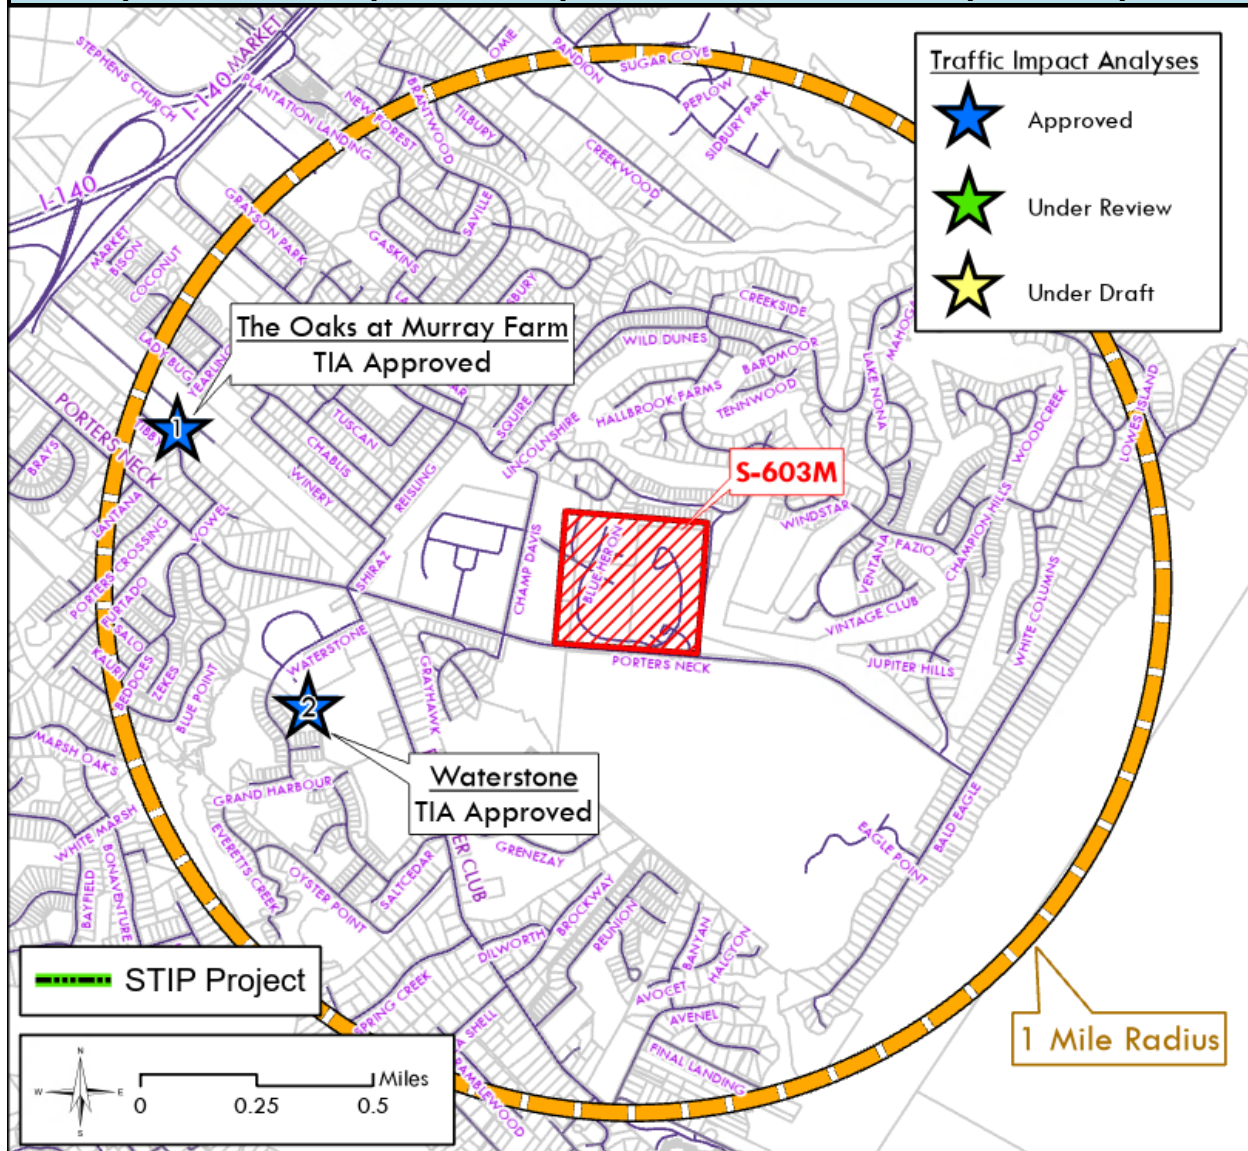 STEPHENS CHURCH
I-140
MARKET
I-140
PLANTATION LANDING
NEW FOREST
BRANTWOOD
TILBURY
OMIE
PANDION
SUGAR COVE
PEPLOW
SIDBURY PARK
CREEKWOOD
Traffic Impact Analyses
Approved
Under Review
Under Draft
GRAYSON PARK
GASKINS
SAVILLE
MARKET
BISON
COCONUT
LADY BUG
YEARLING
The Oaks at Murray Farm
TIA Approved
CREEKSIDE
WILD DUNES
BARDMOOR
HALLBROOK FARMS
TENNWOOD
LAKE NONA
SQUIRE
LINCOLNSHIRE
WOODCREEK
LOWES ISLAND
PORTERS NECK
1
BRAYS
LANTANA
PORTERS CROSSING
VOWEL
TUSCAN
CHABLIS
WINERY
REISLING
SHIRAZ
CHAMP DAVIS
S-603M
BLUE HERON
WINDSTAR
FAZIO
VENTANA
CHAMPION HILLS
VINTAGE CLUB
WHITE COLUMNS
JUPITER HILLS
PORTERS NECK
FURTADO
FUSALO
KAURI
BEDDOES
ZEKES
BLUE POINT
WATERSTONE
2
GRAYHAWK
Waterstone
TIA Approved
MARSH OAKS
WHITE MARSH
BAYFIELD
BONAVENTURE
GRAND HARBOUR
EVERETTS CREEK
OYSTER POINT
SALTCEDAR
ER CLUB
GRENEZAY
BROCKWAY
DILWORTH
REUNION
BANYAN
HALCYON
AVOCET
AVENEL
FINAL LANDING
SPRING CREEK
EAGLE POINT
BALD EAGLE
1 Mile Radius
STIP Project
N
W
E
S
Miles
0
0.25
0.5